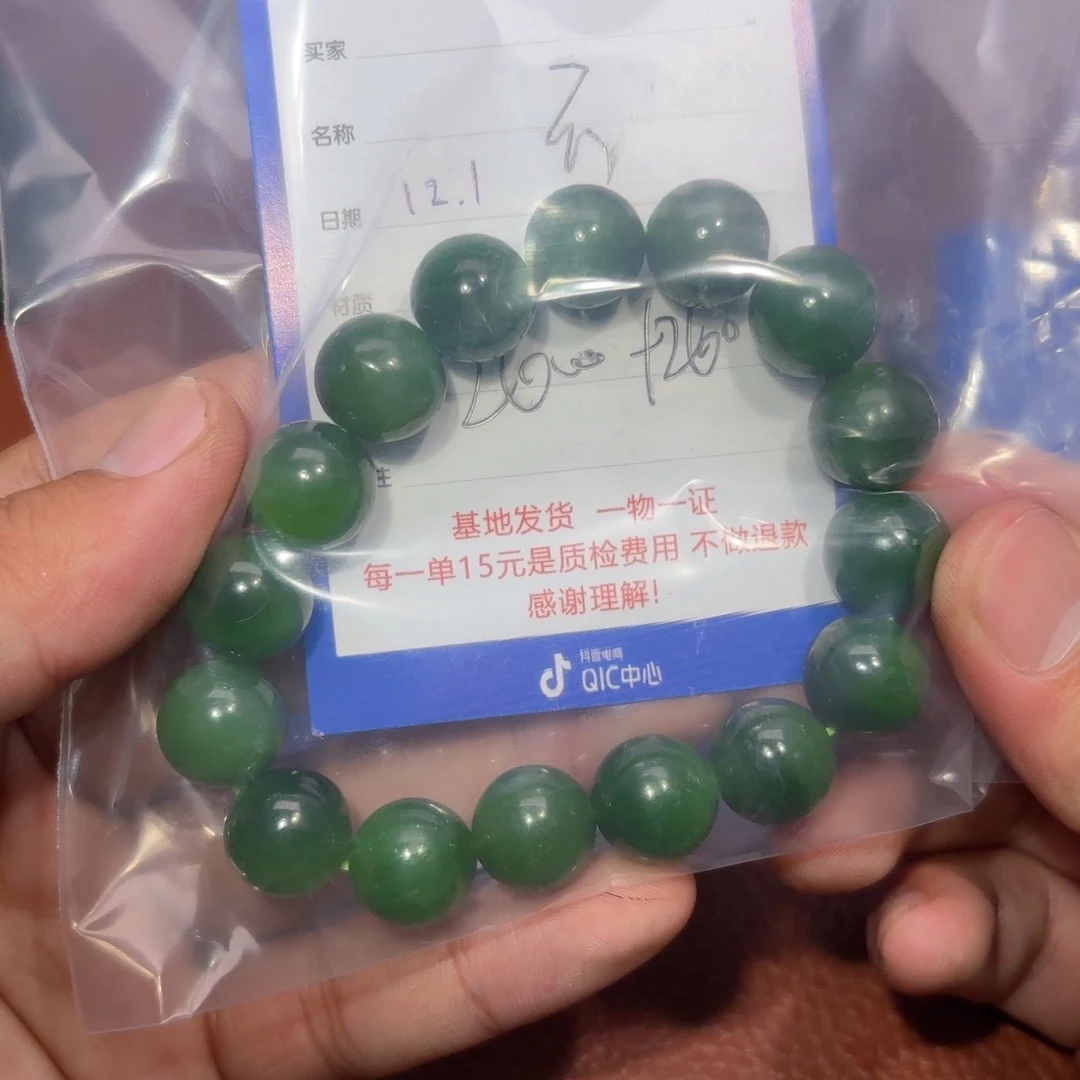 买家
名称
12.1
日期
材质
基地发货 一物一证
每一单15元是质检费用 不做退款
感谢理解!
抖音电商
QIC中心